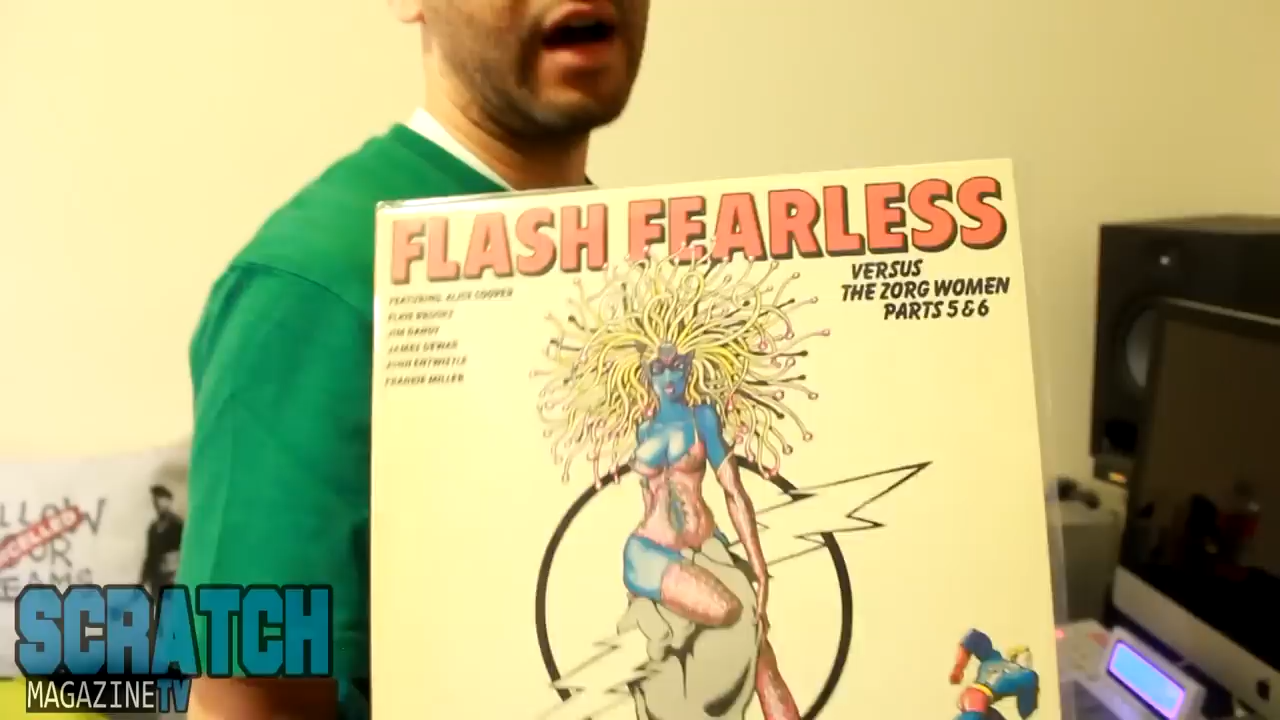 FLASH FEARLESS
VERSUS
THE ZORG WOMEN
PARTS 5 & 6
FEATURING: ALICE COOPER
ELKIE BROOKS
JIM DANDY
JAMES DEWAR
JOHN ENTWISTLE
FRANKIE MILLER
SCRATCH
MAGAZINE TV